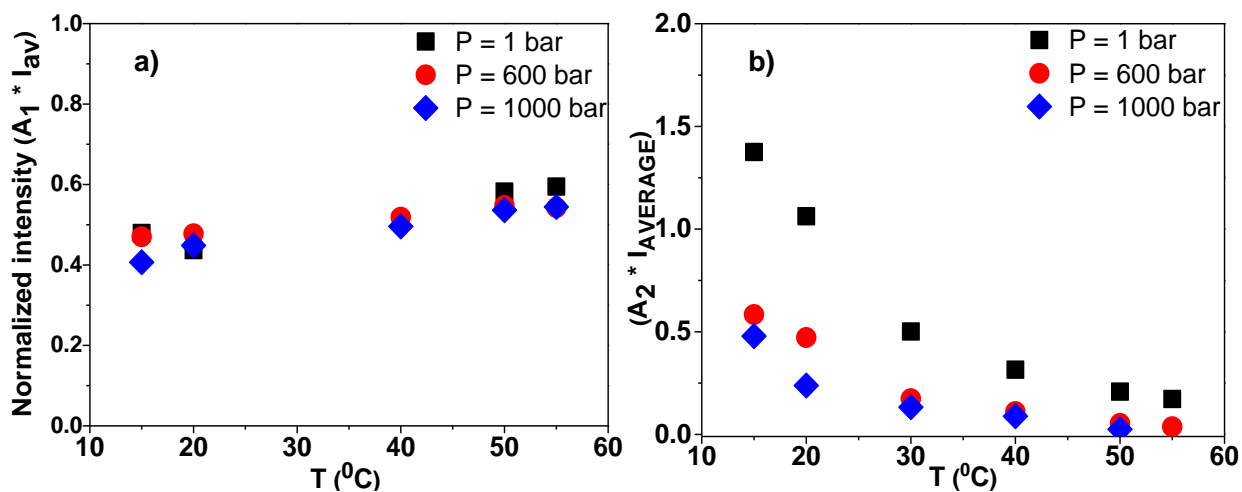 a)
P = 1 bar
P = 600 bar
P = 1000 bar
Normalized intensity (A1 * Iav)
1.0
0.8
0.6
0.4
0.2
0.0
10 20 30 40 50 60
T (⁰C)
b)
P = 1 bar
P = 600 bar
P = 1000 bar
(A2 * IAVERAGE)
2.0
1.5
1.0
0.5
0.0
10 20 30 40 50 60
T (⁰C)